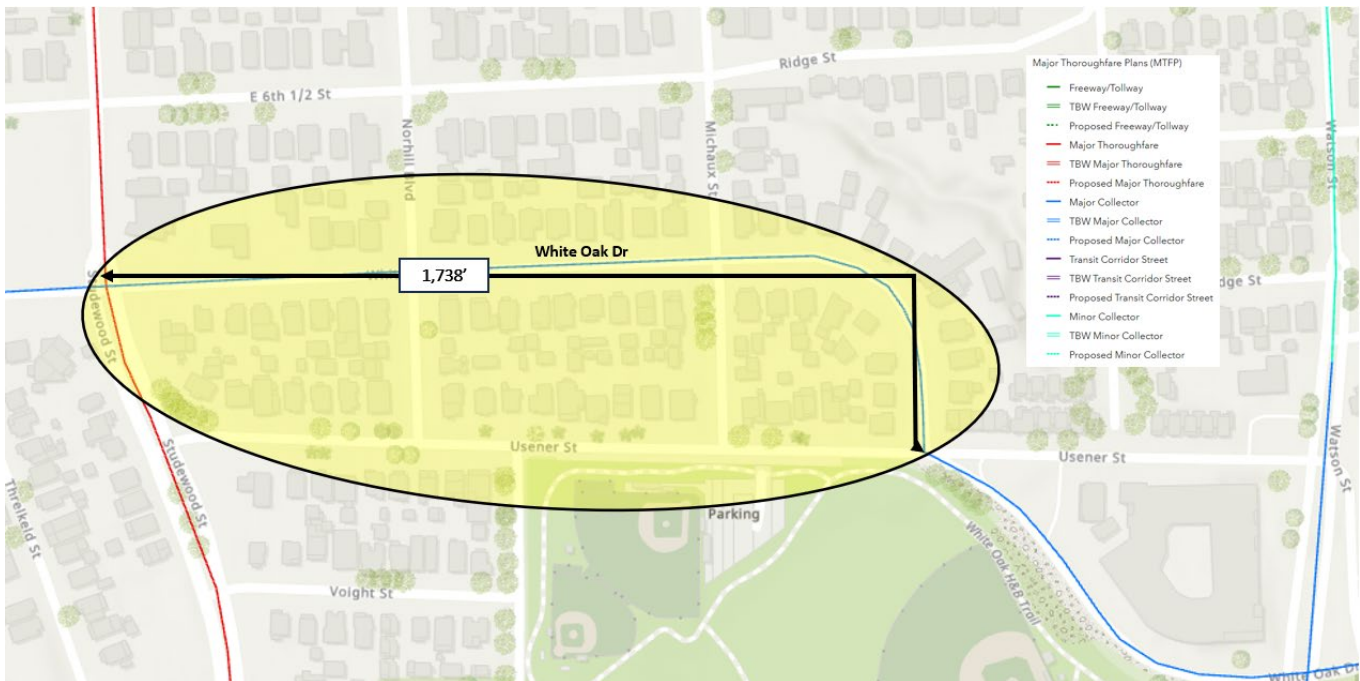 Ridge St
E 6th 1/2 St
Norhill Blvd
Michaux St
Watson St
Major Thoroughfare Plans (MTFP)
Freeway/Tollway
TBW Freeway/Tollway
Proposed Freeway/Tollway
Major Thoroughfare
TBW Major Thoroughfare
Proposed Major Thoroughfare
Major Collector
TBW Major Collector
Proposed Major Collector
Transit Corridor Street
TBW Transit Corridor Street
Proposed Transit Corridor Street
Minor Collector
TBW Minor Collector
Proposed Minor Collector
White Oak Dr
1,738'
Studewood St
Usener St
Usener St
Watson St
Studewood St
Threlkeld St
Parking
Voight St
White Oak H&B Trail
White Oak Dr